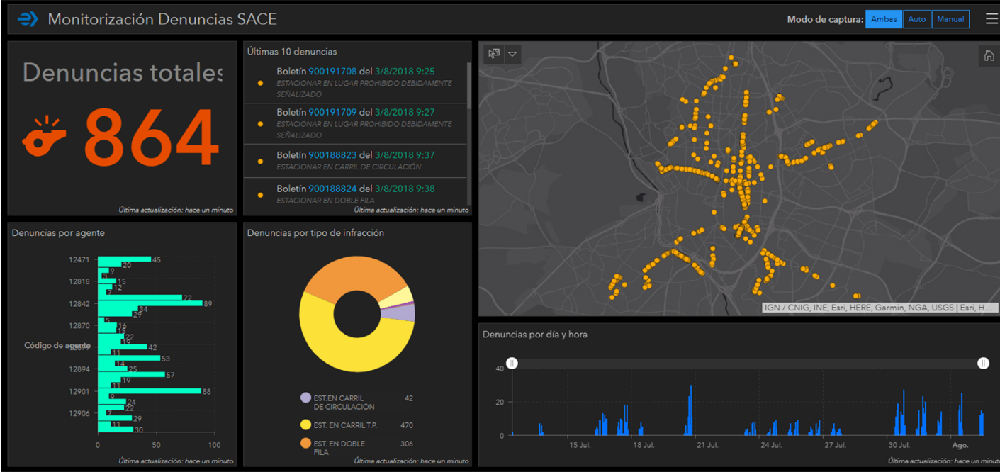 Monitorización Denuncias SACE
Modo de captura:
Ambas
Auto
Manual
Denuncias totales
864
Última actualización: hace un minuto
Últimas 10 denuncias
Boletín 900191708 del 3/8/2018 9:25
ESTACIONAR EN LUGAR PROHIBIDO DEBIDAMENTE
SEÑALIZADO
Boletín 900191709 del 3/8/2018 9:27
ESTACIONAR EN LUGAR PROHIBIDO DEBIDAMENTE
SEÑALIZADO
Boletín 900188823 del 3/8/2018 9:37
ESTACIONAR EN CARRIL DE CIRCULACIÓN
Boletín 900188824 del 3/8/2018 9:38
ESTACIONAR EN DOBLE FILA
Última actualización: hace un minuto
IGN / CNIG, INE, Esri, HERE, Garmin, NGA, USGS | Esri, H...
Denuncias por agente
Código de agente
12471
12818
12842
12870
12894
12901
12906
45
20
9
3
15
12
7
72
89
34
29
5
16
15
22
19
42
11
53
14
25
57
19
11
88
9
24
22
7
29
11
30
0
50
100
Última actualización: hace un minuto
Denuncias por tipo de infracción
EST.EN CARRIL
DE CIRCULACIÓN
42
EST. EN CARRIL T.P.
470
EST. EN DOBLE
FILA
306
Última actualización: hace un minuto
Denuncias por día y hora
40
20
0
15 Jul.
18 Jul.
21 Jul.
24 Jul.
27 Jul.
30 Jul.
Ago.
Última actualización: hace un minuto